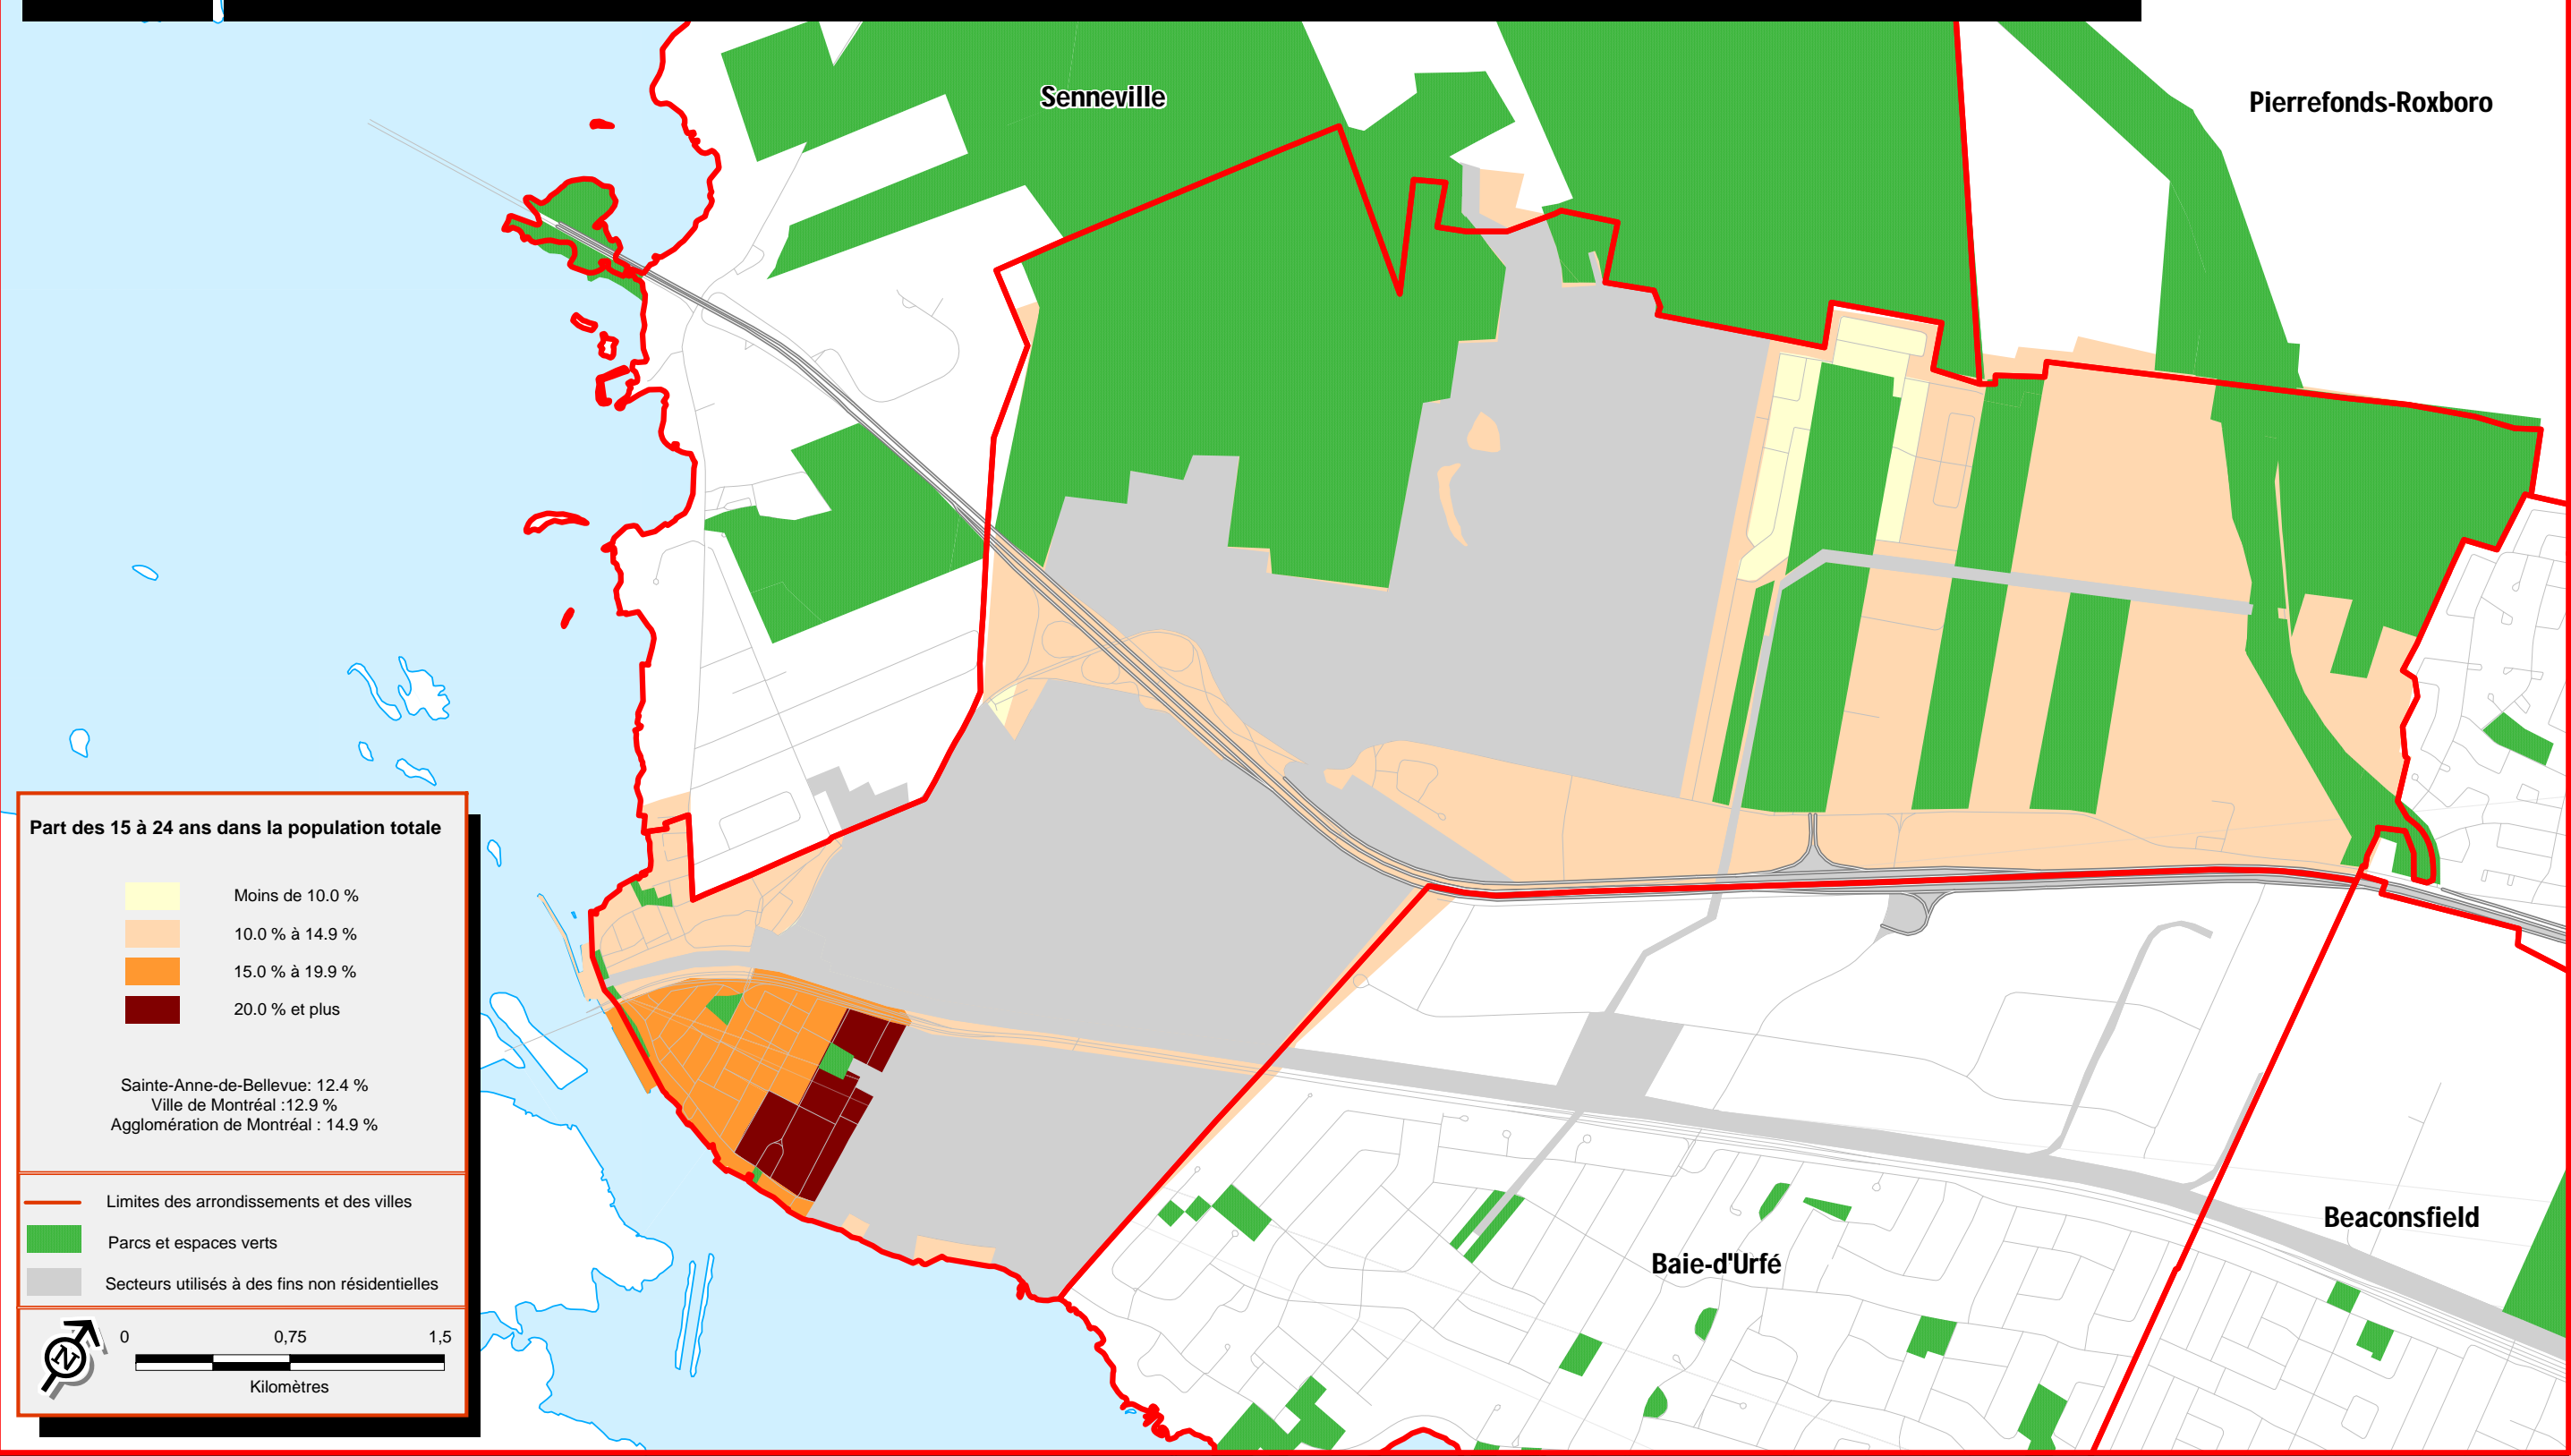 Senneville
Pierrefonds-Roxboro
Part des 15 à 24 ans dans la population totale
Moins de 10.0 %
10.0 % à 14.9 %
15.0 % à 19.9 %
20.0 % et plus
Sainte-Anne-de-Bellevue: 12.4 %
Ville de Montréal :12.9 %
Agglomération de Montréal : 14.9 %
Limites des arrondissements et des villes
Parcs et espaces verts
Secteurs utilisés à des fins non résidentielles
N
0 0,75 1,5
Kilomètres
Beaconsfield
Baie-d'Urfé